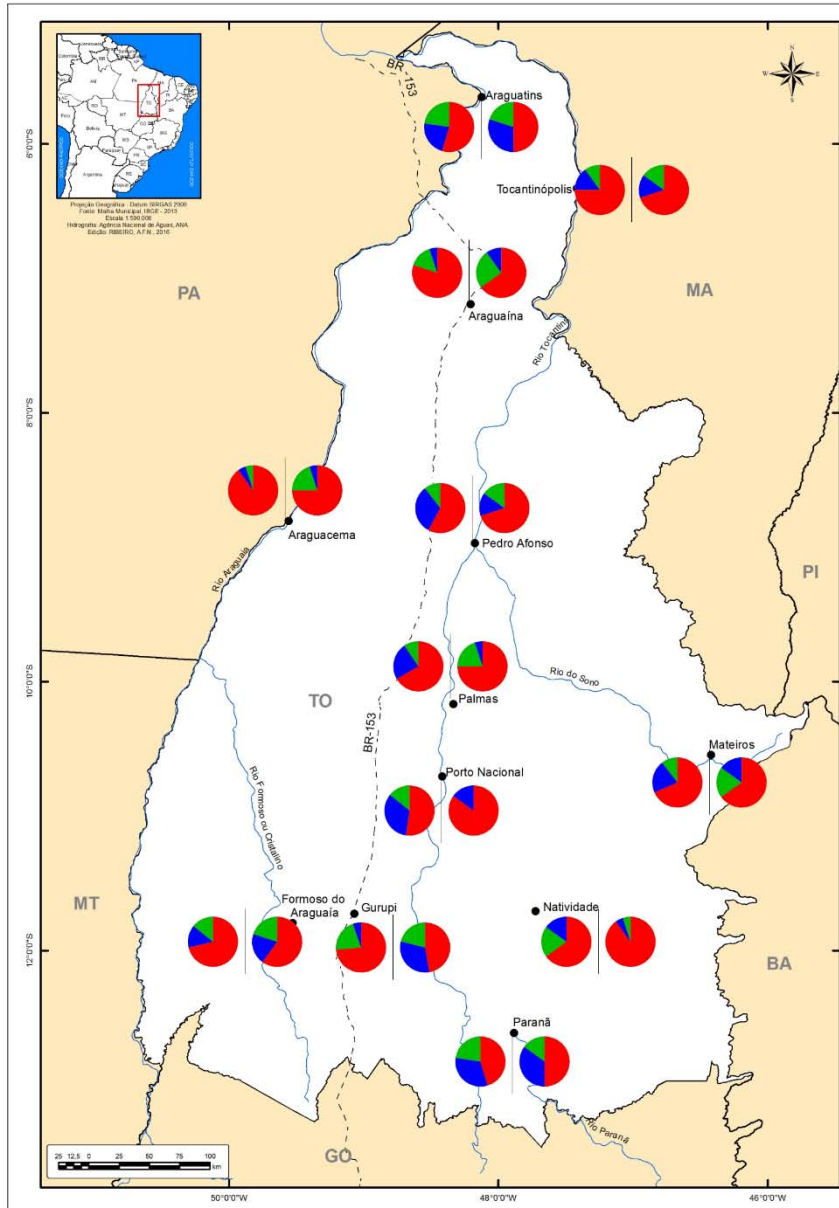 N
W E
S
Projeção Geográfica - Datum SIRGAS 2000
Fonte: Malha Municipal, IBGE - 2013
Escala 1:500.000
Hidrografia: Agência Nacional de Águas, ANA
Edição: RIBEIRO, A.F.N., 2016
BR -153
Araguatins
6°0'0"S
Tocantinópolis
PA
MA
Araguaína
Rio Tocantins
8°0'0"S
Araguacema
Pedro Afonso
Rio Araguaia
PI
10°0'0"S
Rio do Sono
TO
Palmas
BR-153
Mateiros
Porto Nacional
Rio Formoso ou Cristalino
MT
Formoso do
Araguaía
Gurupi
Natividade
12°0'0"S
BA
Paranã
Rio Paranã
GO
25 12,5 0 25 50 75 100
km
50°0'0"W
48°0'0"W
46°0'0"W